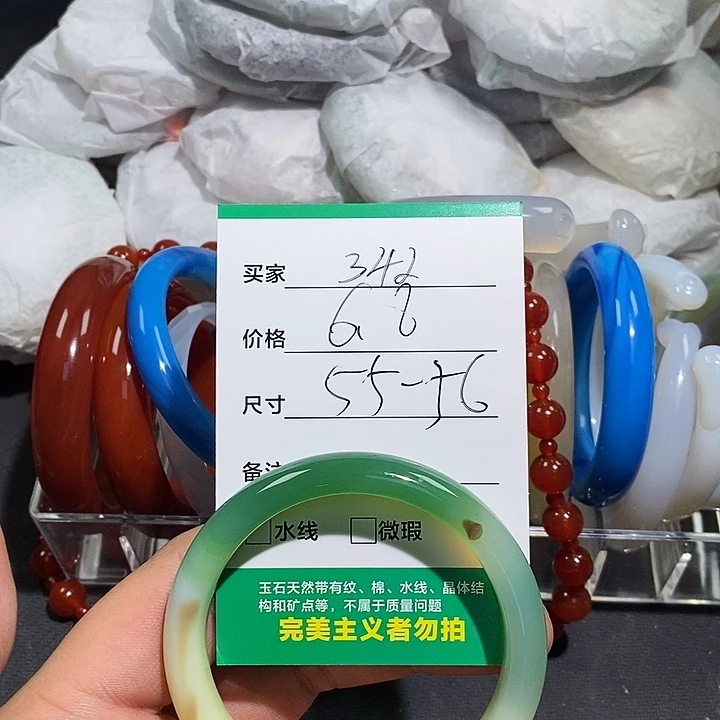 买家 342
价格 68
尺寸 55-56
备注
水线 微瑕
玉石天然带有纹、棉、水线、晶体结
构和矿点等，不属于质量问题
完美主义者勿拍